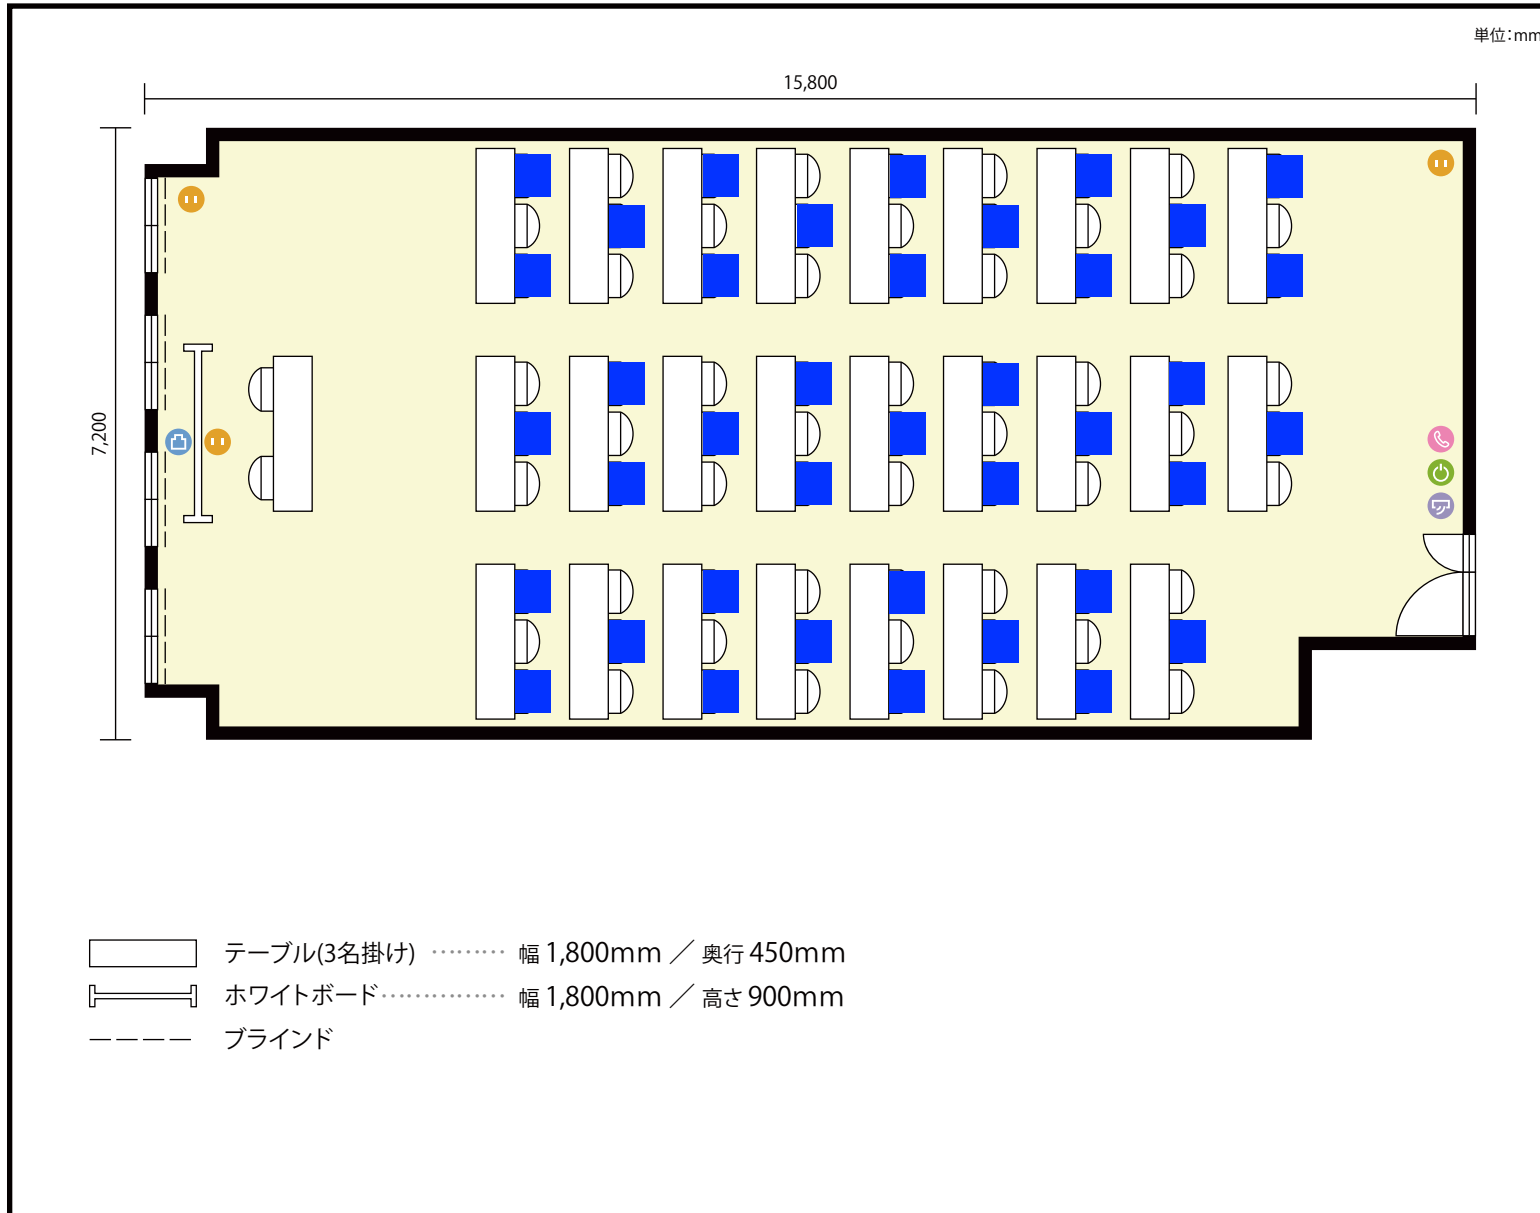 単位：mm
15,800
7,200
テーブル(3名掛け) ……… 幅 1,800mm ／ 奥行 450mm
ホワイトボード…………… 幅 1,800mm ／ 高さ 900mm
ブラインド